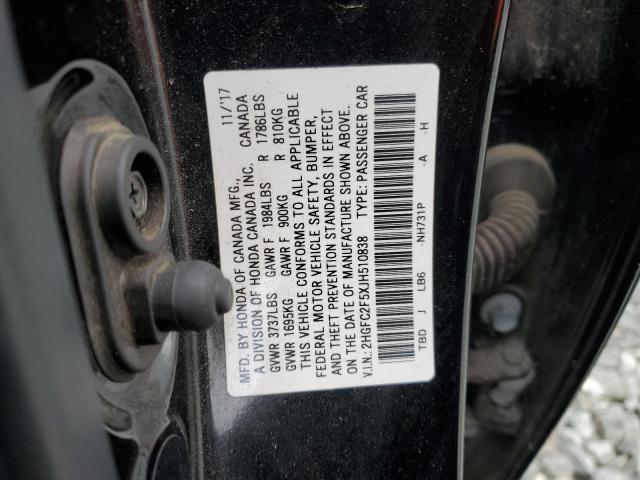 MFD. BY HONDA OF CANADA MFG., 11/'17
A DIVISION OF HONDA CANADA INC. CANADA
GVWR 3737LBS GAWR F 1984LBS R 1786LBS
GVWR 1695KG GAWR F 900KG R 810KG
THIS VEHICLE CONFORMS TO ALL APPLICABLE
FEDERAL MOTOR VEHICLE SAFETY, BUMPER,
AND THEFT PREVENTION STANDARDS IN EFFECT
ON THE DATE OF MANUFACTURE SHOWN ABOVE.
V.I.N.:2HGFC2F5XJH510838 TYPE:PASSENGER CAR
TBD J LB6 -NH731P -A -H